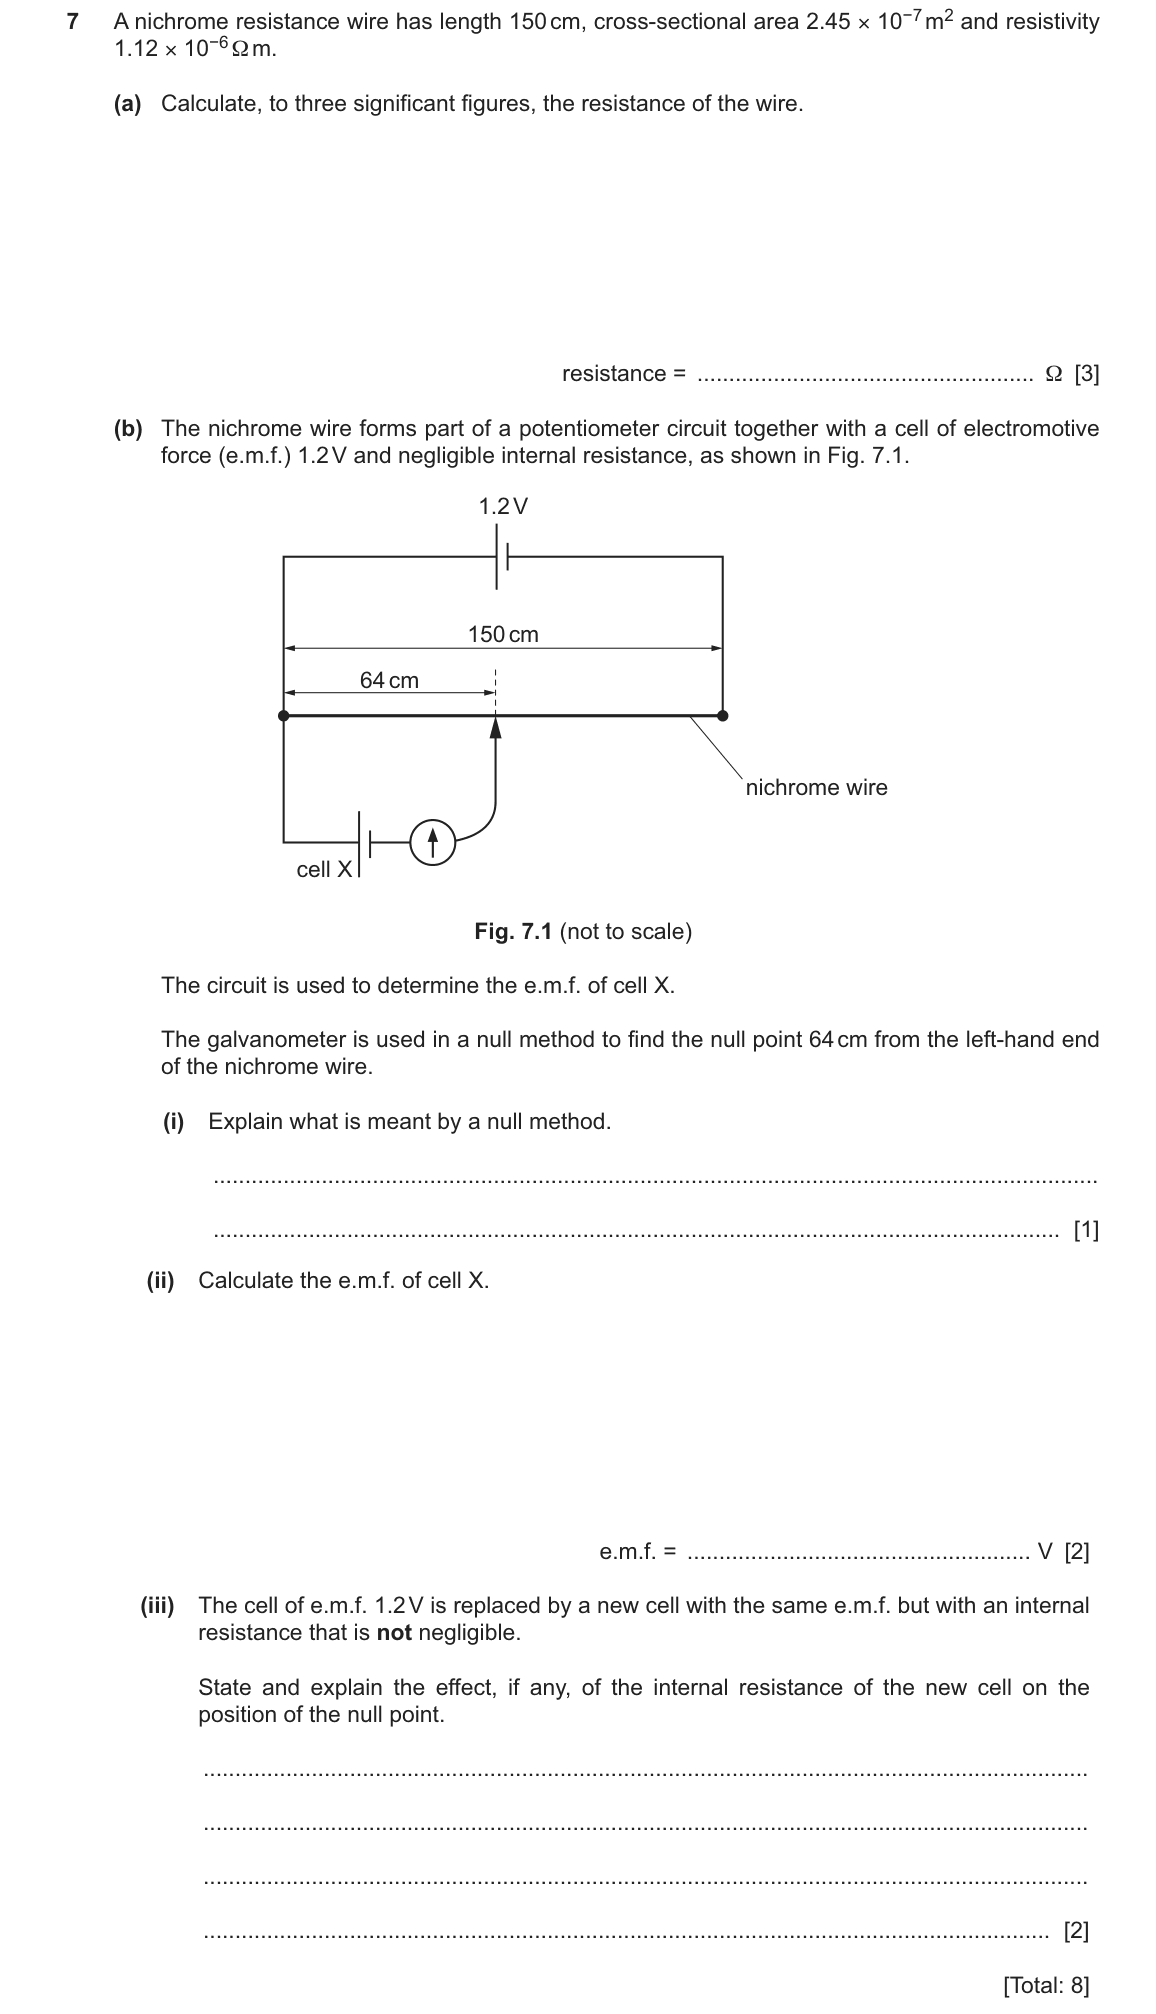 7 A nichrome resistance wire has length 150 cm, cross-sectional area 2.45 × 10⁻⁷ m² and resistivity
1.12 × 10⁻⁶ Ω m.
(a) Calculate, to three significant figures, the resistance of the wire.
resistance = ..................................................... Ω [3]
(b) The nichrome wire forms part of a potentiometer circuit together with a cell of electromotive
force (e.m.f.) 1.2 V and negligible internal resistance, as shown in Fig. 7.1.
1.2 V
150 cm
64 cm
nichrome wire
cell X
Fig. 7.1 (not to scale)
The circuit is used to determine the e.m.f. of cell X.
The galvanometer is used in a null method to find the null point 64 cm from the left-hand end
of the nichrome wire.
(i) Explain what is meant by a null method.
...........................................................................................................................................
..................................................................................................................................... [1]
(ii) Calculate the e.m.f. of cell X.
e.m.f. = ...................................................... V [2]
(iii) The cell of e.m.f. 1.2 V is replaced by a new cell with the same e.m.f. but with an internal
resistance that is not negligible.
State and explain the effect, if any, of the internal resistance of the new cell on the
position of the null point.
...........................................................................................................................................
...........................................................................................................................................
...........................................................................................................................................
..................................................................................................................................... [2]
[Total: 8]